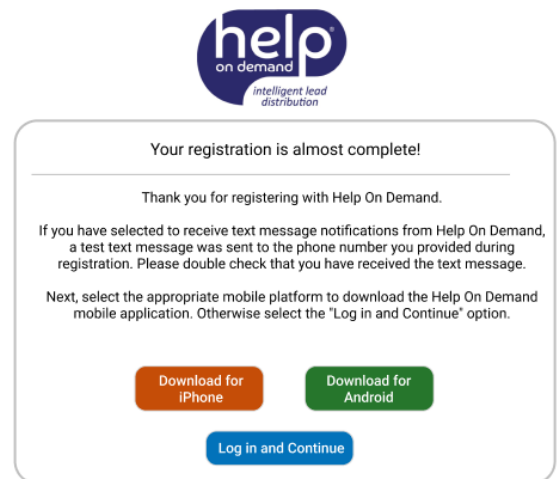 help
on demand
intelligent lead
distribution
Your registration is almost complete!
Thank you for registering with Help On Demand.
If you have selected to receive text message notifications from Help On Demand,
a test text message was sent to the phone number you provided during
registration. Please double check that you have received the text message.
Next, select the appropriate mobile platform to download the Help On Demand
mobile application. Otherwise select the "Log in and Continue" option.
Download for
iPhone
Download for
Android
Log in and Continue